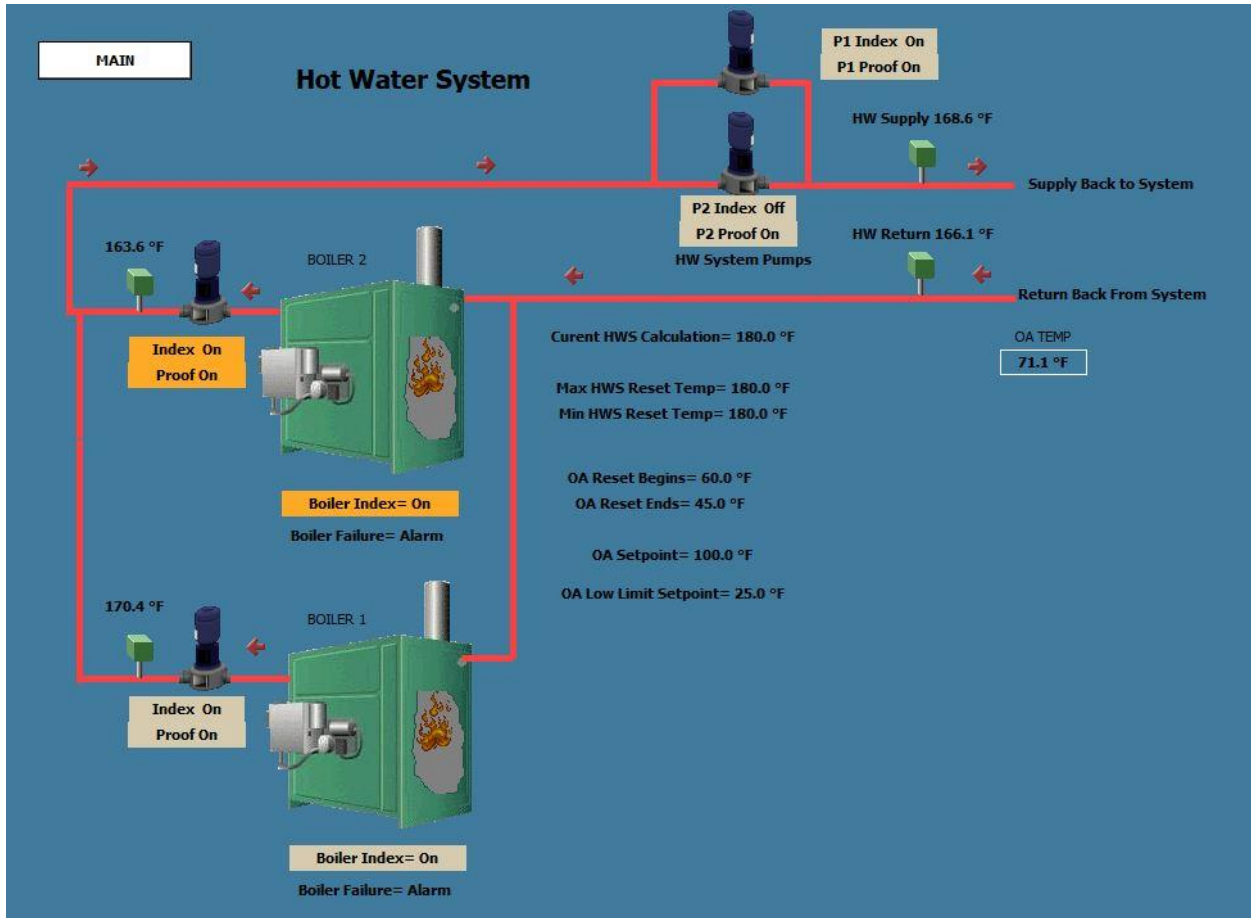 MAIN
Hot Water System
P1 Index On
P1 Proof On
HW Supply 168.6 °F
Supply Back to System
P2 Index Off
P2 Proof On
HW System Pumps
HW Return 166.1 °F
Return Back From System
163.6 °F
BOILER 2
Index On
Proof On
Boiler Index= On
Boiler Failure= Alarm
Curent HWS Calculation= 180.0 °F
Max HWS Reset Temp= 180.0 °F
Min HWS Reset Temp= 180.0 °F
OA Reset Begins= 60.0 °F
OA Reset Ends= 45.0 °F
OA Setpoint= 100.0 °F
OA Low Limit Setpoint= 25.0 °F
OA TEMP
71.1 °F
170.4 °F
BOILER 1
Index On
Proof On
Boiler Index= On
Boiler Failure= Alarm